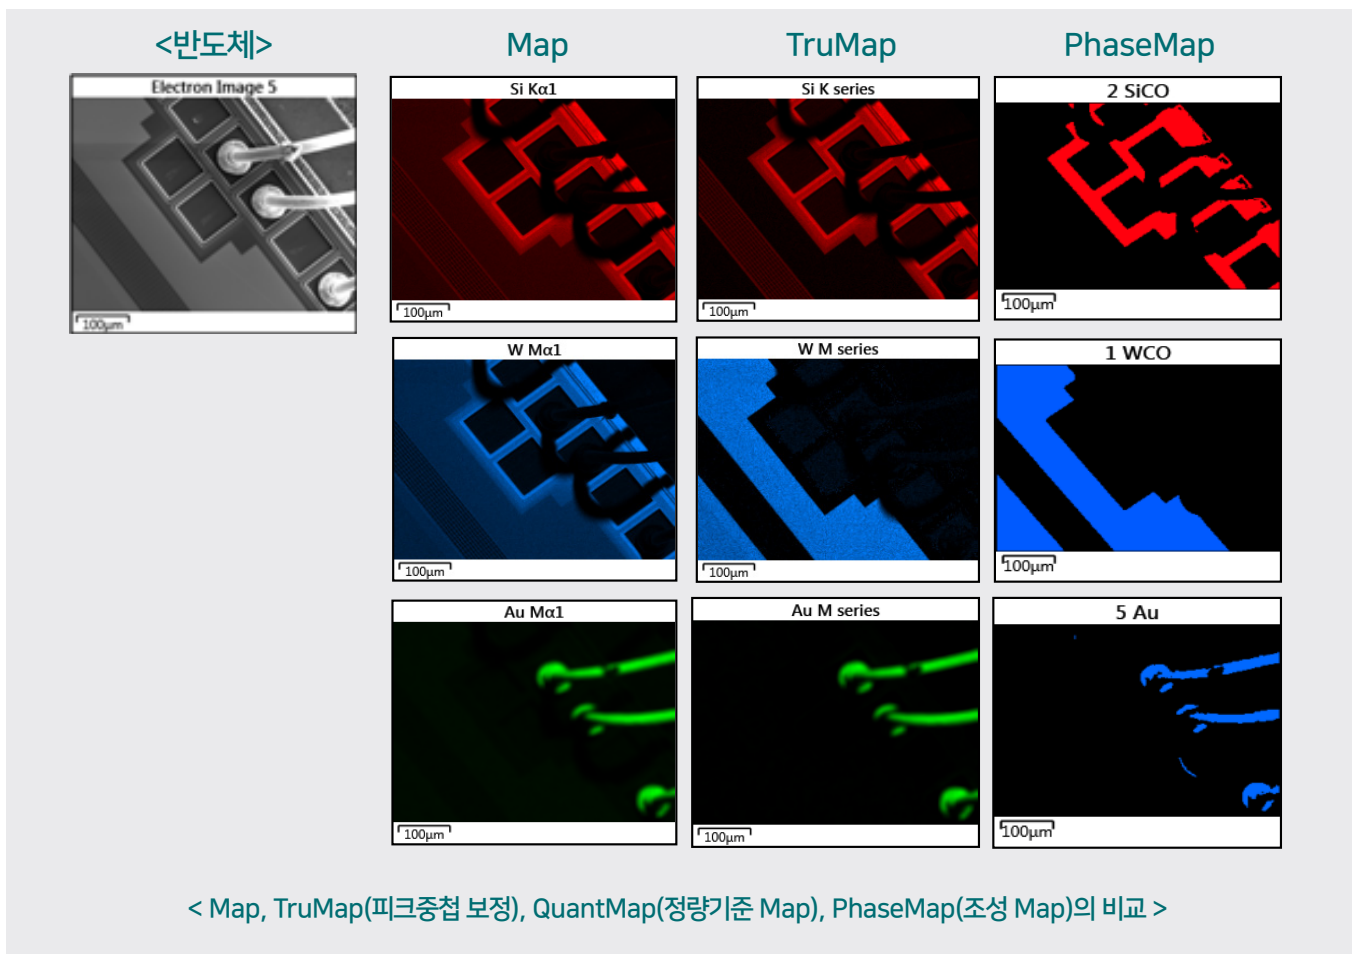 <반도체>
Map
TruMap
PhaseMap
Electron Image 5
Si Kα1
Si K series
2 SiCO
100µm
100µm
100µm
100µm
W Mα1
W M series
1 WCO
100µm
100µm
100µm
Au Mα1
Au M series
5 Au
100µm
100µm
100µm
< Map, TruMap(피크중첩 보정), QuantMap(정량기준 Map), PhaseMap(조성 Map)의 비교 >